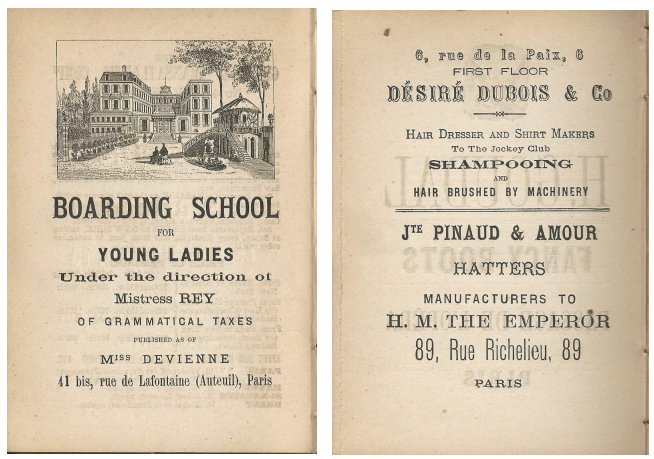 BOARDING SCHOOL
FOR
YOUNG LADIES
Under the direction of
Mistress REY
OF GRAMMATICAL TAXES
PUBLISHED AS OF
MISS DEVIENNE
41 bis, rue de Lafontaine (Auteuil), Paris
6, rue de la Paix, 6
FIRST FLOOR
DÉSIRÉ DUBOIS & Co
HAIR DRESSER AND SHIRT MAKERS
To The Jockey Club
SHAMPOOING
AND
HAIR BRUSHED BY MACHINERY
JTE PINAUD & AMOUR
HATTERS
MANUFACTURERS TO
H. M. THE EMPEROR
89, Rue Richelieu, 89
PARIS